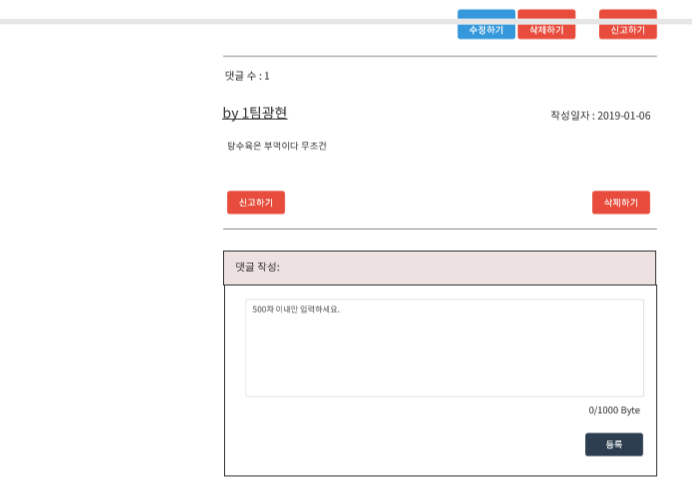 수정하기 삭제하기 신고하기
댓글 수 : 1
by 1팀광현
작성일자 : 2019-01-06
탕수육은 부먹이다 무조건
신고하기 삭제하기
댓글 작성:
500자 이내만 입력하세요.
0/1000 Byte
등록